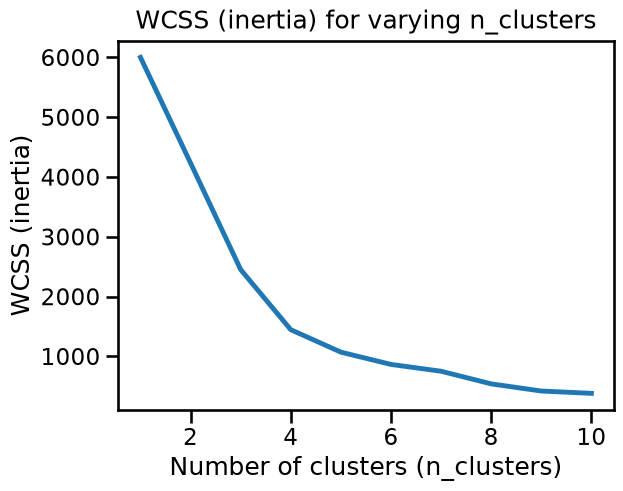 WCSS (inertia) for varying n_clusters
WCSS (inertia)
6000
5000
4000
3000
2000
1000
2 4 6 8 10
Number of clusters (n_clusters)